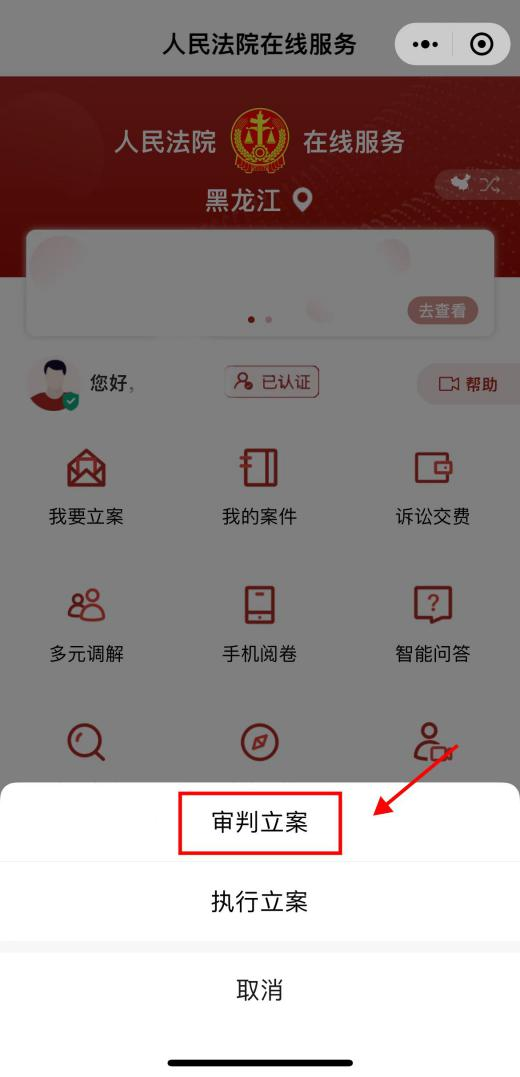 人民法院在线服务
人民法院 在线服务
黑龙江
去查看
您好, 已认证 帮助
我要立案 我的案件 诉讼交费
多元调解 手机阅卷 智能问答
审判立案
执行立案
取消